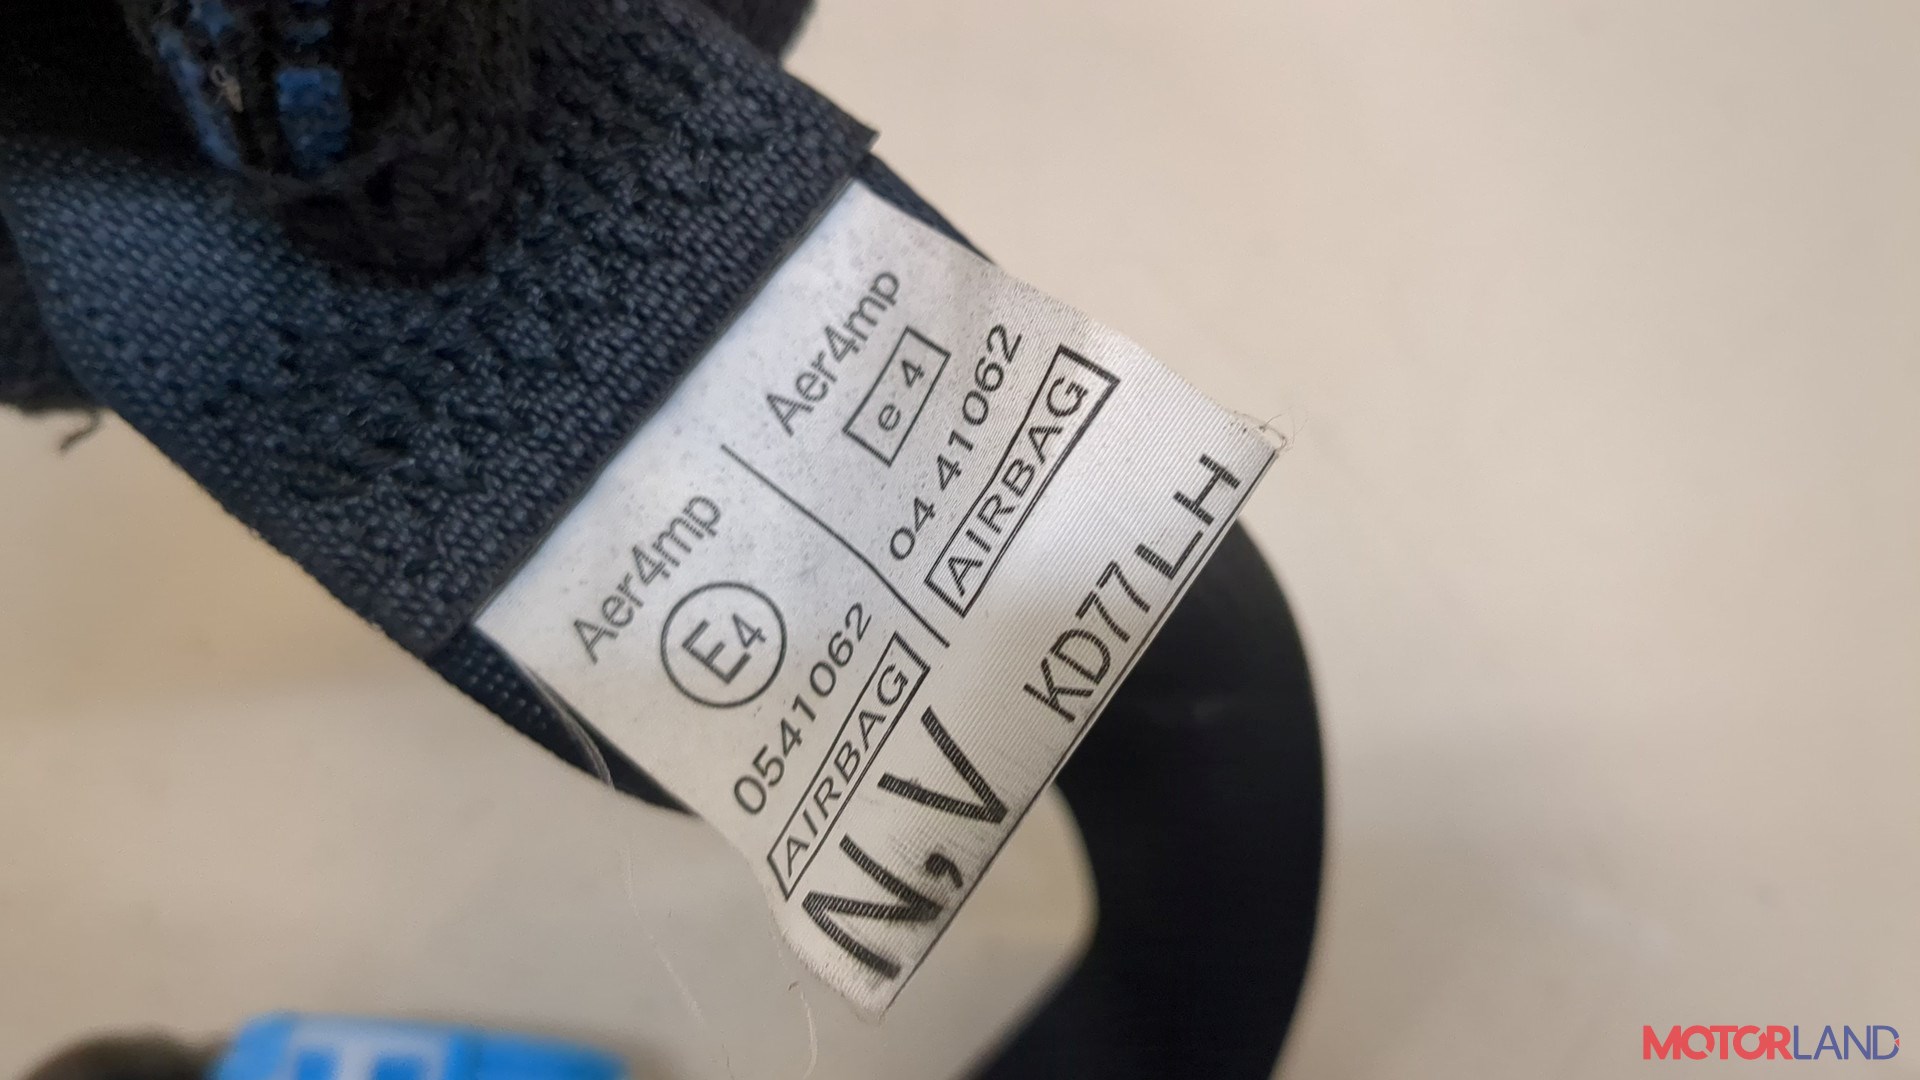 Aer4mp
E4
0541062
AIRBAG
Aer4mp
e 4
04 41062
AIRBAG
N,V KD77 LH
MOTORLAND